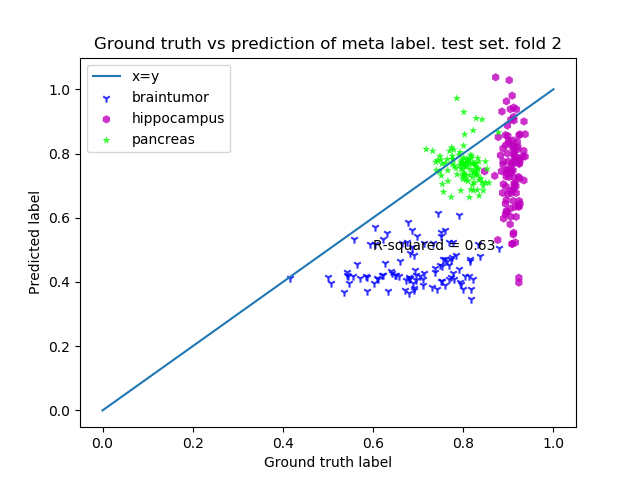 Ground truth vs prediction of meta label. test set. fold 2
x=y
braintumor
hippocampus
pancreas
R-squared = 0.63
Predicted label
1.0
0.8
0.6
0.4
0.2
0.0
0.0 0.2 0.4 0.6 0.8 1.0
Ground truth label